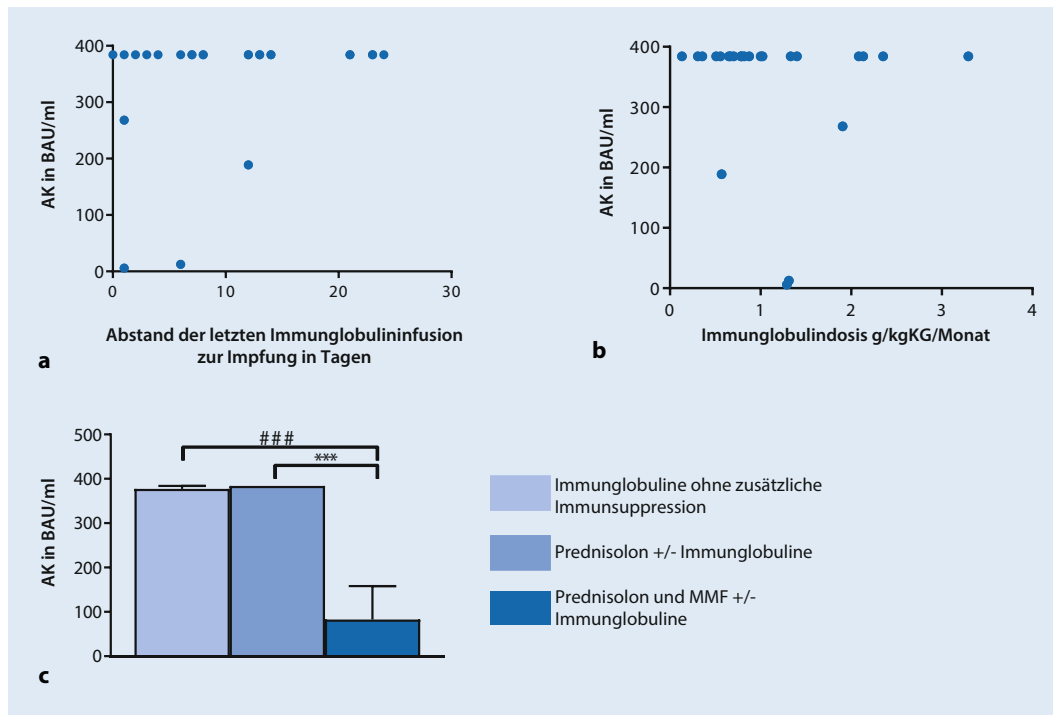 400
300
200
100
0
AK in BAU/ml
0 10 20 30
Abstand der letzten Immunglobulininfusion
zur Impfung in Tagen
a
400
300
200
100
0
AK in BAU/ml
0 1 2 3 4
Immunglobulindosis g/kgKG/Monat
b
500
400
300
200
100
0
AK in BAU/ml
###
***
c
Immunglobuline ohne zusätzliche
Immunsuppression
Prednisolon +/- Immunglobuline
Prednisolon und MMF +/-
Immunglobuline